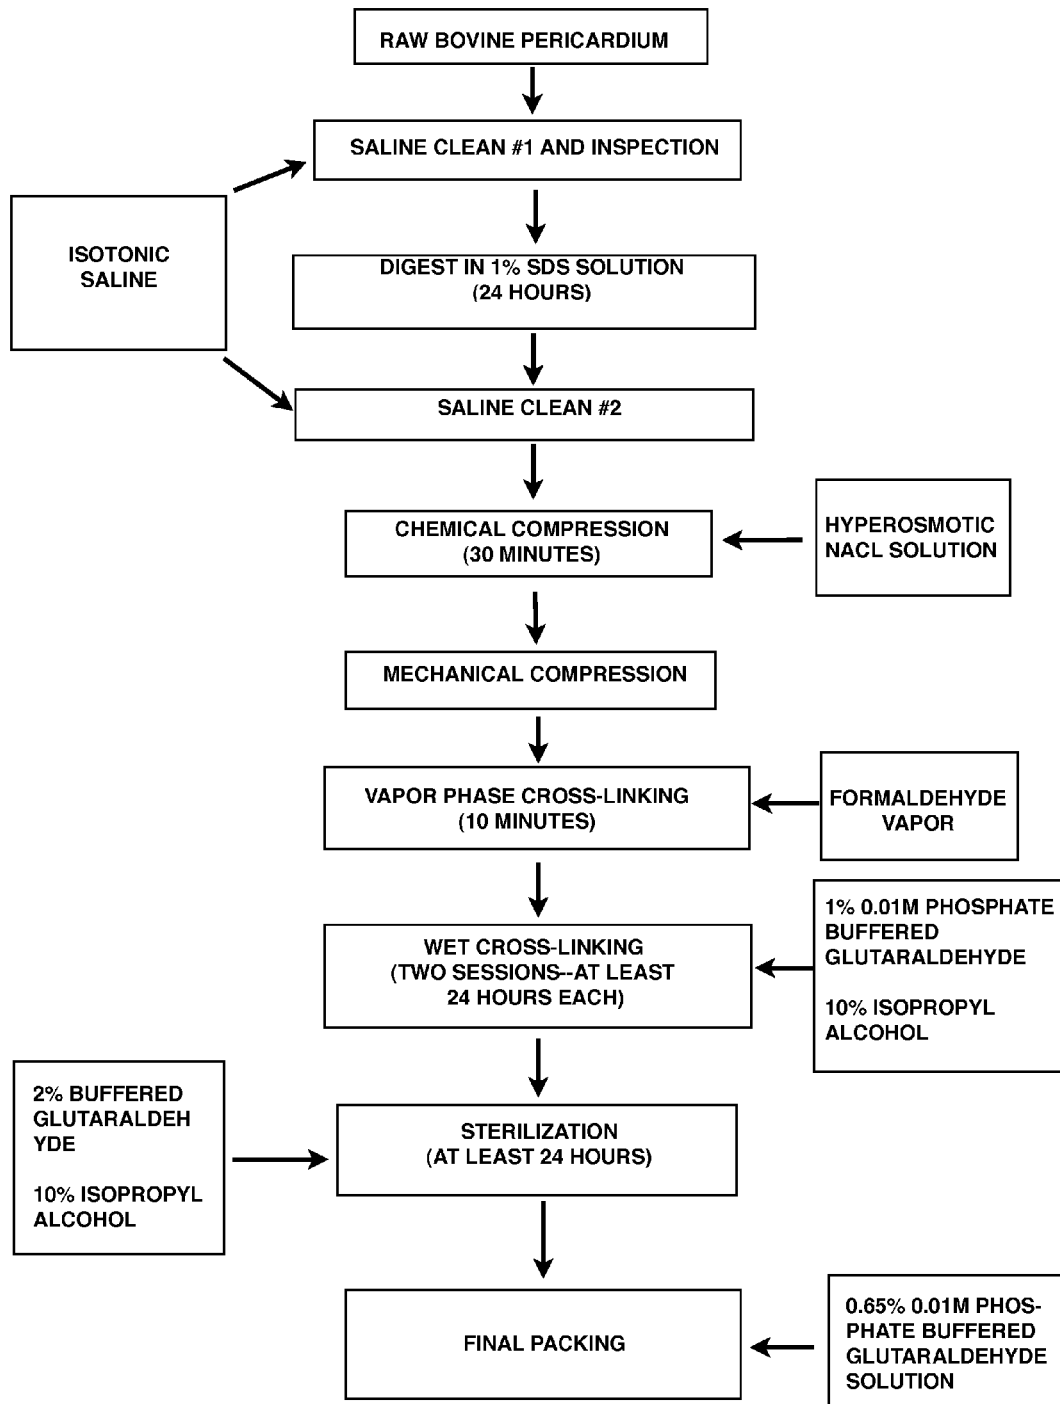 RAW BOVINE PERICARDIUM
SALINE CLEAN #1 AND INSPECTION
ISOTONIC
SALINE
DIGEST IN 1% SDS SOLUTION
(24 HOURS)
SALINE CLEAN #2
CHEMICAL COMPRESSION
(30 MINUTES)
HYPEROSMOTIC
NACL SOLUTION
MECHANICAL COMPRESSION
VAPOR PHASE CROSS-LINKING
(10 MINUTES)
FORMALDEHYDE
VAPOR
WET CROSS-LINKING
(TWO SESSIONS--AT LEAST
24 HOURS EACH)
1% 0.01M PHOSPHATE
BUFFERED
GLUTARALDEHYDE
10% ISOPROPYL
ALCOHOL
2% BUFFERED
GLUTARALDEH
YDE
10% ISOPROPYL
ALCOHOL
STERILIZATION
(AT LEAST 24 HOURS)
FINAL PACKING
0.65% 0.01M PHOS-
PHATE BUFFERED
GLUTARALDEHYDE
SOLUTION